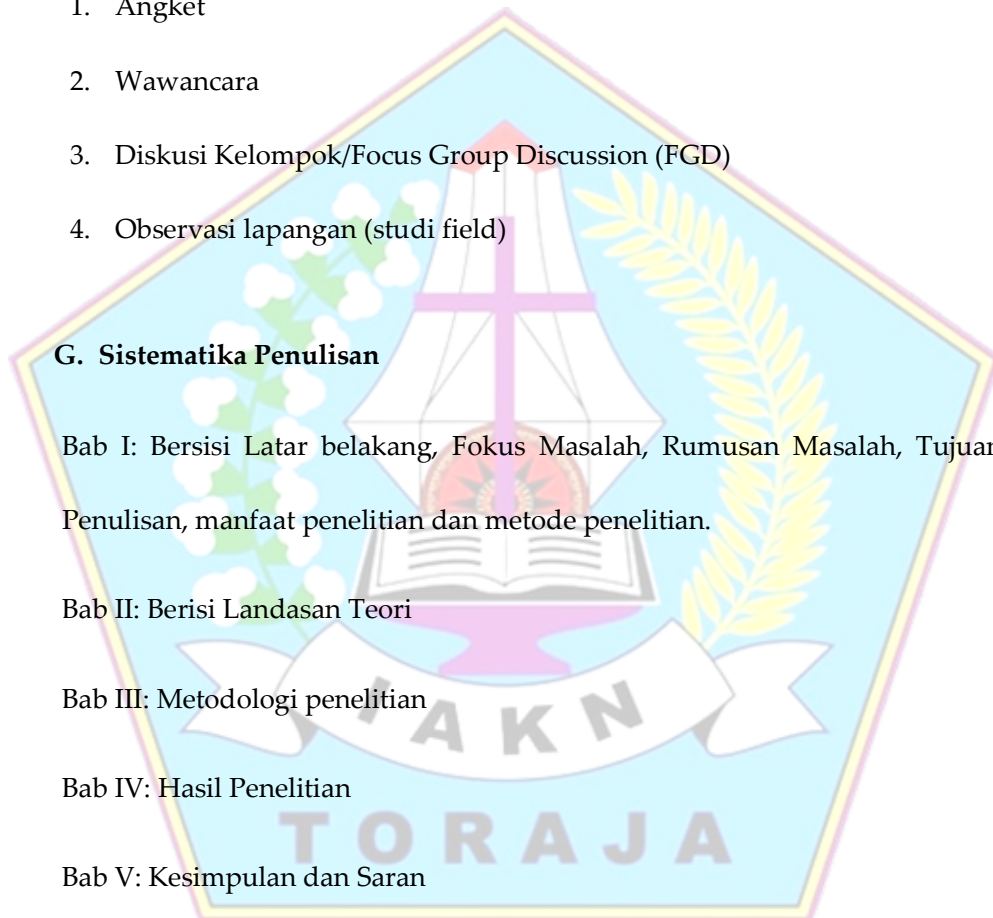 1. Angket
2. Wawancara
3. Diskusi Kelompok/Focus Group Discussion (FGD)
4. Observasi lapangan (studi field)
G. Sistematika Penulisan
Bab I: Bersisi Latar belakang, Fokus Masalah, Rumusan Masalah, Tujuan
Penulisan, manfaat penelitian dan metode penelitian.
Bab II: Berisi Landasan Teori
Bab III: Metodologi penelitian
IAKN
Bab IV: Hasil Penelitian
TORAJA
Bab V: Kesimpulan dan Saran